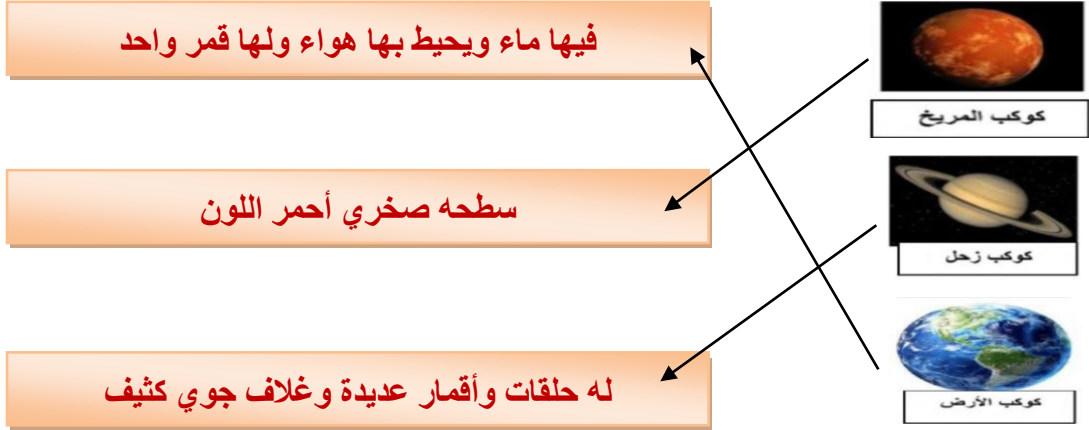 فيها ماء ويحيط بها هواء ولها قمر واحد
كوكب المريخ
سطحه صخري أحمر اللون
كوكب زحل
له حلقات وأقمار عديدة وغلاف جوي كثيف
كوكب الأرض